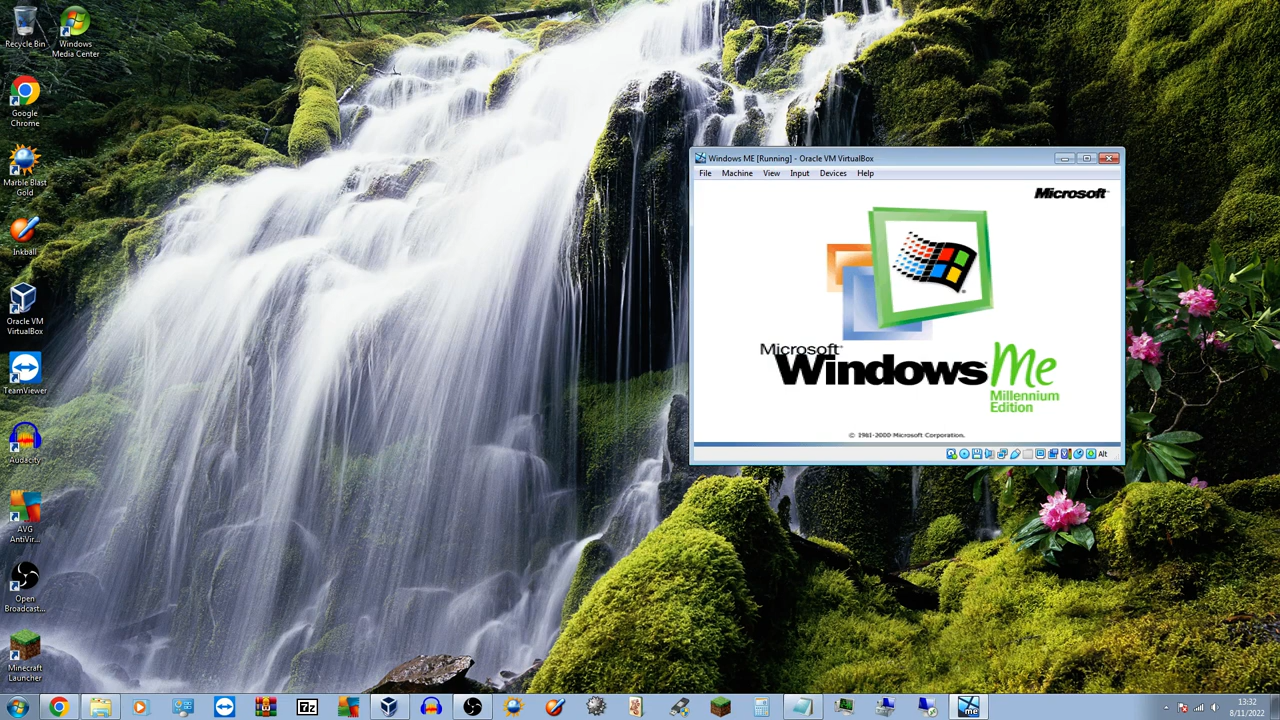 Recycle Bin
Windows
Media Center
Google
Chrome
Marble Blast
Gold
Inkball
Oracle VM
VirtualBox
TeamViewer
Audacity
AVG
AntiVir...
Open
Broadcast...
Minecraft
Launcher
Windows ME [Running] - Oracle VM VirtualBox
File Machine View Input Devices Help
Microsoft
Microsoft®
Windows Me
Millennium
Edition
© 1981-2000 Microsoft Corporation.
Alt
7z
me
13:32
8/11/2022